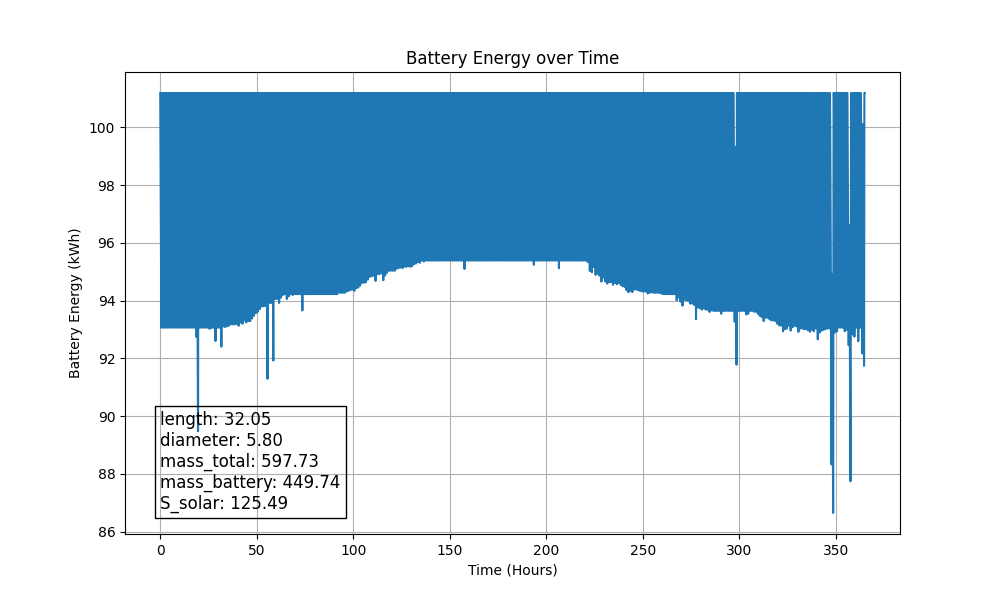 Battery Energy over Time
Battery Energy (kWh)
100
98
96
94
92
90
88
86
length: 32.05
diameter: 5.80
mass_total: 597.73
mass_battery: 449.74
S_solar: 125.49
0 50 100 150 200 250 300 350
Time (Hours)